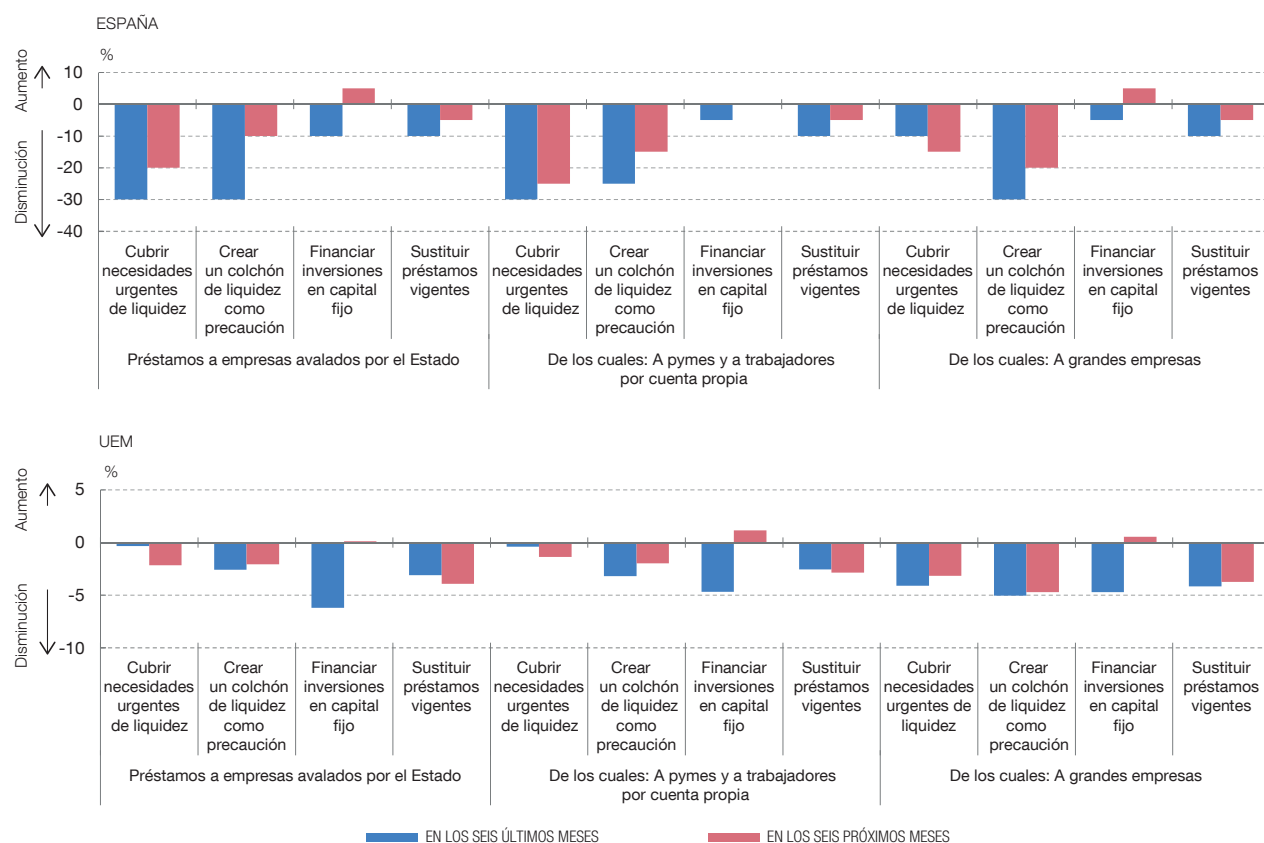 ESPAÑA
%
Aumento
Disminución
10
0
-10
-20
-30
-40
Cubrir
necesidades
urgentes
de liquidez
Crear
un colchón
de liquidez
como
precaución
Financiar
inversiones
en capital
fijo
Sustituir
préstamos
vigentes
Cubrir
necesidades
urgentes
de liquidez
Crear
un colchón
de liquidez
como
precaución
Financiar
inversiones
en capital
fijo
Sustituir
préstamos
vigentes
Cubrir
necesidades
urgentes
de liquidez
Crear
un colchón
de liquidez
como
precaución
Financiar
inversiones
en capital
fijo
Sustituir
préstamos
vigentes
Préstamos a empresas avalados por el Estado
De los cuales: A pymes y a trabajadores
por cuenta propia
De los cuales: A grandes empresas
UEM
%
Aumento
Disminución
5
0
-5
-10
Cubrir
necesidades
urgentes
de liquidez
Crear
un colchón
de liquidez
como
precaución
Financiar
inversiones
en capital
fijo
Sustituir
préstamos
vigentes
Cubrir
necesidades
urgentes
de liquidez
Crear
un colchón
de liquidez
como
precaución
Financiar
inversiones
en capital
fijo
Sustituir
préstamos
vigentes
Cubrir
necesidades
urgentes de
liquidez
Crear
un colchón
de liquidez
como
precaución
Financiar
inversiones
en capital
fijo
Sustituir
préstamos
vigentes
Préstamos a empresas avalados por el Estado
De los cuales: A pymes y a trabajadores
por cuenta propia
De los cuales: A grandes empresas
EN LOS SEIS ÚLTIMOS MESES
EN LOS SEIS PRÓXIMOS MESES